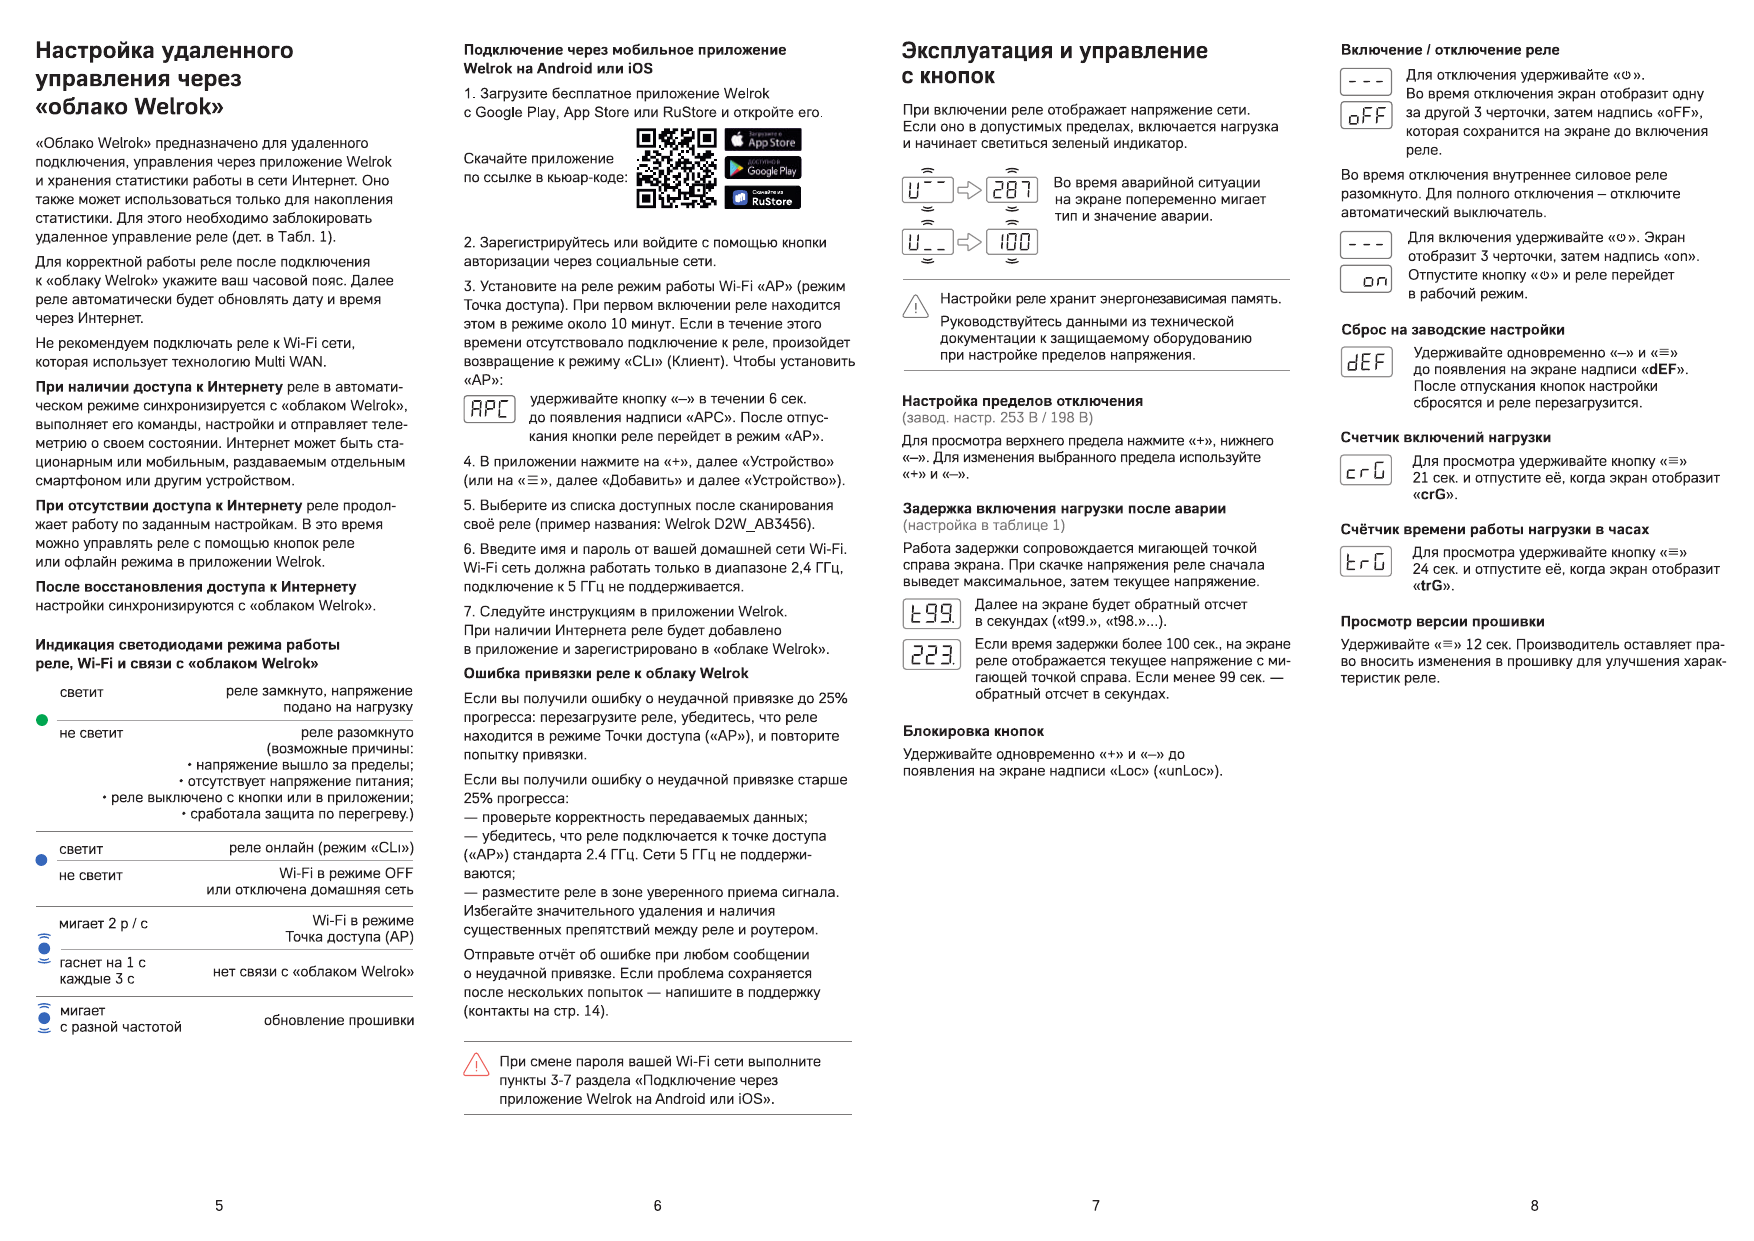 Настройка удаленного
управления через
«облако Welrok»
«Облако Welrok» предназначено для удаленного
подключения, управления через приложение Welrok
и хранения статистики работы в сети Интернет. Оно
также может использоваться только для накопления
статистики. Для этого необходимо заблокировать
удаленное управление реле (дет. в Табл. 1).
Для корректной работы реле после подключения
к «облаку Welrok» укажите ваш часовой пояс. Далее
реле автоматически будет обновлять дату и время
через Интернет.
Не рекомендуем подключать реле к Wi-Fi сети,
которая использует технологию Multi WAN.
При наличии доступа к Интернету реле в автомати-
ческом режиме синхронизируется с «облаком Welrok»,
выполняет его команды, настройки и отправляет теле-
метрию о своем состоянии. Интернет может быть ста-
ционарным или мобильным, раздаваемым отдельным
смартфоном или другим устройством.
При отсутствии доступа к Интернету реле продол-
жает работу по заданным настройкам. В это время
можно управлять реле с помощью кнопок реле
или офлайн режима в приложении Welrok.
После восстановления доступа к Интернету
настройки синхронизируются с «облаком Welrok».
Индикация светодиодами режима работы
реле, Wi-Fi и связи с «облаком Welrok»
светит реле замкнуто, напряжение
подано на нагрузку
не светит реле разомкнуто
(возможные причины:
• напряжение вышло за пределы;
• отсутствует напряжение питания;
• реле выключено с кнопки или в приложении;
• сработала защита по перегреву.)
светит реле онлайн (режим «CLı»)
не светит Wi-Fi в режиме OFF
или отключена домашняя сеть
мигает 2 р / с Wi-Fi в режиме
Точка доступа (AP)
гаснет на 1 с
каждые 3 с нет связи с «облаком Welrok»
мигает
с разной частотой обновление прошивки
5
Подключение через мобильное приложение
Welrok на Android или iOS
1. Загрузите бесплатное приложение Welrok
с Google Play, App Store или RuStore и откройте его.
Скачайте приложение
по ссылке в кьюар-коде:
Загрузите в
App Store
ДОСТУПНО В
Google Play
Скачайте из
RuStore
2. Зарегистрируйтесь или войдите с помощью кнопки
авторизации через социальные сети.
3. Установите на реле режим работы Wi-Fi «AP» (режим
Точка доступа). При первом включении реле находится
этом в режиме около 10 минут. Если в течение этого
времени отсутствовало подключение к реле, произойдет
возвращение к режиму «CLı» (Клиент). Чтобы установить
«AP»:
APC
удерживайте кнопку «–» в течении 6 сек.
до появления надписи «APC». После отпус-
кания кнопки реле перейдет в режим «AP».
4. В приложении нажмите на «+», далее «Устройство»
(или на «≡», далее «Добавить» и далее «Устройство»).
5. Выберите из списка доступных после сканирования
своё реле (пример названия: Welrok D2W_AB3456).
6. Введите имя и пароль от вашей домашней сети Wi-Fi.
Wi-Fi сеть должна работать только в диапазоне 2,4 ГГц,
подключение к 5 ГГц не поддерживается.
7. Следуйте инструкциям в приложении Welrok.
При наличии Интернета реле будет добавлено
в приложение и зарегистрировано в «облаке Welrok».
Ошибка привязки реле к облаку Welrok
Если вы получили ошибку о неудачной привязке до 25%
прогресса: перезагрузите реле, убедитесь, что реле
находится в режиме Точки доступа («AP»), и повторите
попытку привязки.
Если вы получили ошибку о неудачной привязке старше
25% прогресса:
— проверьте корректность передаваемых данных;
— убедитесь, что реле подключается к точке доступа
(«AP») стандарта 2.4 ГГц. Сети 5 ГГц не поддержи-
ваются;
— разместите реле в зоне уверенного приема сигнала.
Избегайте значительного удаления и наличия
существенных препятствий между реле и роутером.
Отправьте отчёт об ошибке при любом сообщении
о неудачной привязке. Если проблема сохраняется
после нескольких попыток — напишите в поддержку
(контакты на стр. 14).
При смене пароля вашей Wi-Fi сети выполните
пункты 3-7 раздела «Подключение через
приложение Welrok на Android или iOS».
6
Эксплуатация и управление
с кнопок
При включении реле отображает напряжение сети.
Если оно в допустимых пределах, включается нагрузка
и начинает светиться зеленый индикатор.
U¯¯ 287
U__ 100
Во время аварийной ситуации
на экране попеременно мигает
тип и значение аварии.
Настройки реле хранит энергонезависимая память.
Руководствуйтесь данными из технической
документации к защищаемому оборудованию
при настройке пределов напряжения.
Настройка пределов отключения
(завод. настр. 253 В / 198 В)
Для просмотра верхнего предела нажмите «+», нижнего
«–». Для изменения выбранного предела используйте
«+» и «–».
Задержка включения нагрузки после аварии
(настройка в таблице 1)
Работа задержки сопровождается мигающей точкой
справа экрана. При скачке напряжения реле сначала
выведет максимальное, затем текущее напряжение.
t99.
Далее на экране будет обратный отсчет
в секундах («t99.», «t98.»...).
223.
Если время задержки более 100 сек., на экране
реле отображается текущее напряжение с ми-
гающей точкой справа. Если менее 99 сек. —
обратный отсчет в секундах.
Блокировка кнопок
Удерживайте одновременно «+» и «–» до
появления на экране надписи «Loc» («unLoc»).
7
Включение / отключение реле
- - -
oFF
Для отключения удерживайте «⏻».
Во время отключения экран отобразит одну
за другой 3 черточки, затем надпись «oFF»,
которая сохранится на экране до включения
реле.
Во время отключения внутреннее силовое реле
разомкнуто. Для полного отключения – отключите
автоматический выключатель.
- - -
on
Для включения удерживайте «⏻». Экран
отобразит 3 черточки, затем надпись «on».
Отпустите кнопку «⏻» и реле перейдет
в рабочий режим.
Сброс на заводские настройки
dEF
Удерживайте одновременно «–» и «≡»
до появления на экране надписи «dEF».
После отпускания кнопок настройки
сбросятся и реле перезагрузится.
Счетчик включений нагрузки
crG
Для просмотра удерживайте кнопку «≡»
21 сек. и отпустите её, когда экран отобразит
«crG».
Счётчик времени работы нагрузки в часах
trG
Для просмотра удерживайте кнопку «≡»
24 сек. и отпустите её, когда экран отобразит
«trG».
Просмотр версии прошивки
Удерживайте «≡» 12 сек. Производитель оставляет пра-
во вносить изменения в прошивку для улучшения харак-
теристик реле.
8